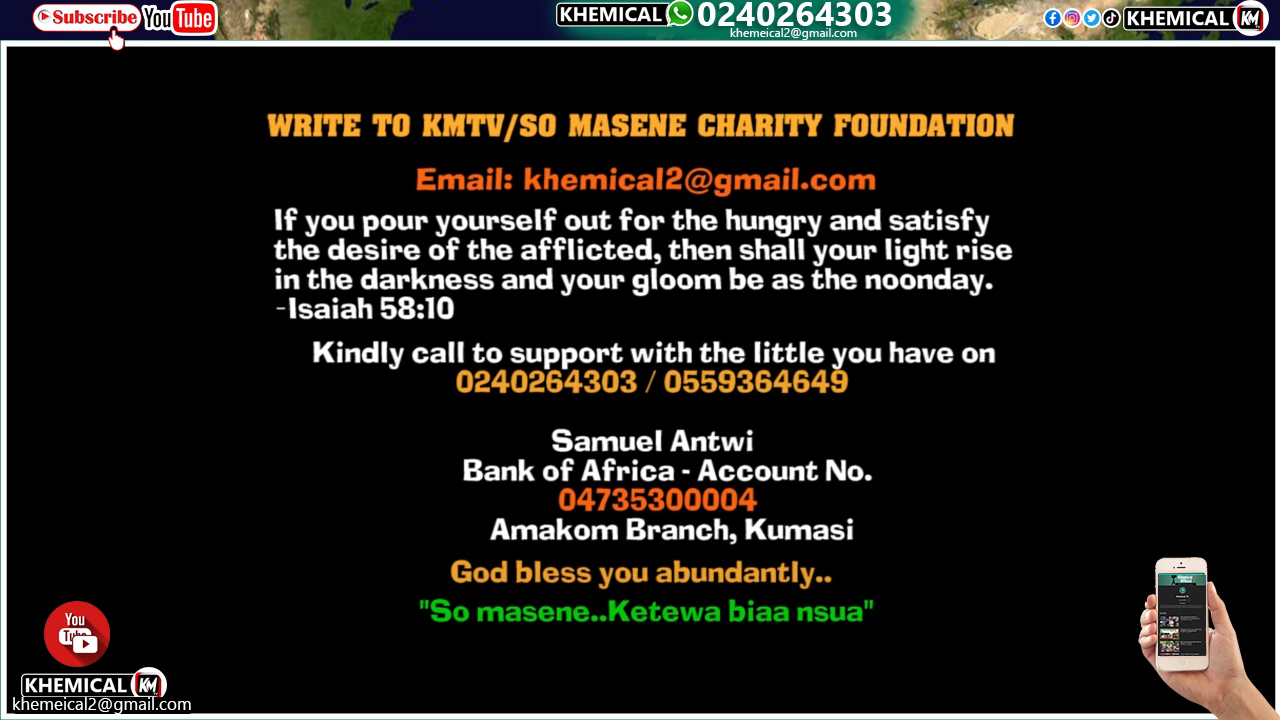 Subscribe YouTube
KHEMICAL 0240264303
khemeical2@gmail.com
KHEMICAL KM
WRITE TO KMTV/SO MASENE CHARITY FOUNDATION
Email: khemical2@gmail.com
If you pour yourself out for the hungry and satisfy
the desire of the afflicted, then shall your light rise
in the darkness and your gloom be as the noonday.
-Isaiah 58:10
Kindly call to support with the little you have on
0240264303 / 0559364649
Samuel Antwi
Bank of Africa - Account No.
04735300004
Amakom Branch, Kumasi
God bless you abundantly..
"So masene..Ketewa biaa nsua"
You
Tube
KHEMICAL KM
khemeical2@gmail.com